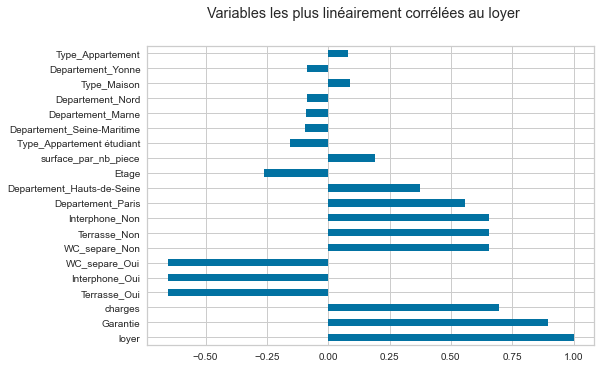 Variables les plus linéairement corrélées au loyer
Type_Appartement
Departement_Yonne
Type_Maison
Departement_Nord
Departement_Marne
Departement_Seine-Maritime
Type_Appartement étudiant
surface_par_nb_piece
Etage
Departement_Hauts-de-Seine
Departement_Paris
Interphone_Non
Terrasse_Non
WC_separe_Non
WC_separe_Oui
Interphone_Oui
Terrasse_Oui
charges
Garantie
loyer
−0.50 −0.25 0.00 0.25 0.50 0.75 1.00